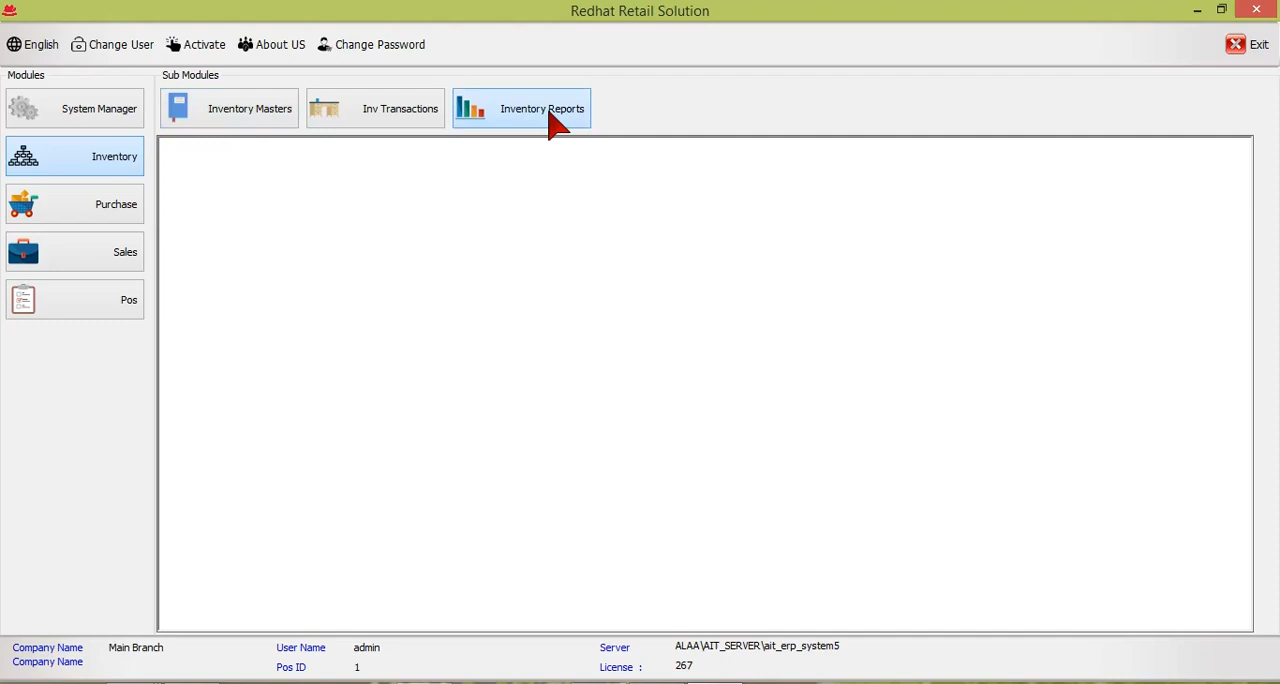 Redhat Retail Solution
English Change User Activate About US Change Password Exit
Modules Sub Modules
System Manager Inventory Masters Inv Transactions Inventory Reports
Inventory
Purchase
Sales
Pos
Company Name Main Branch User Name admin Server ALAA\AIT_SERVER\ait_erp_system5
Company Name Pos ID 1 License : 267